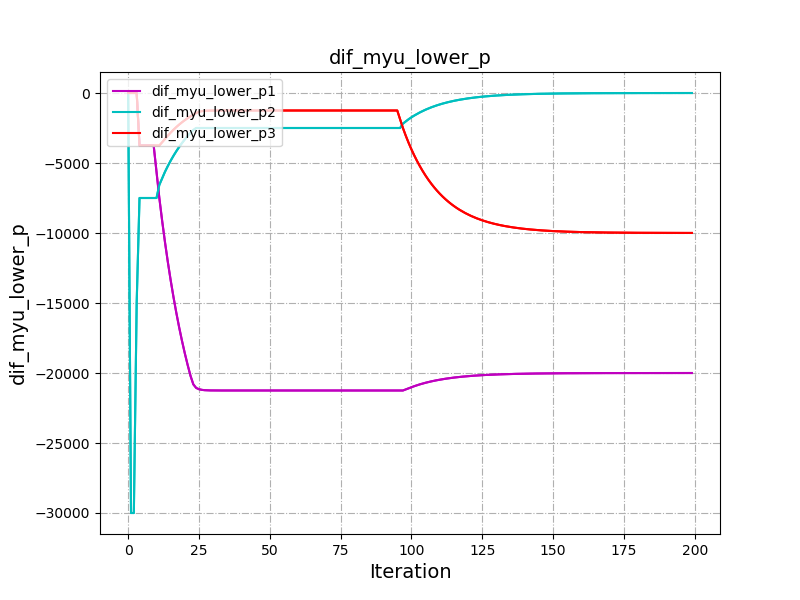 dif_myu_lower_p
dif_myu_lower_p1
dif_myu_lower_p2
dif_myu_lower_p3
dif_myu_lower_p
0
−5000
−10000
−15000
−20000
−25000
−30000
0 25 50 75 100 125 150 175 200
Iteration